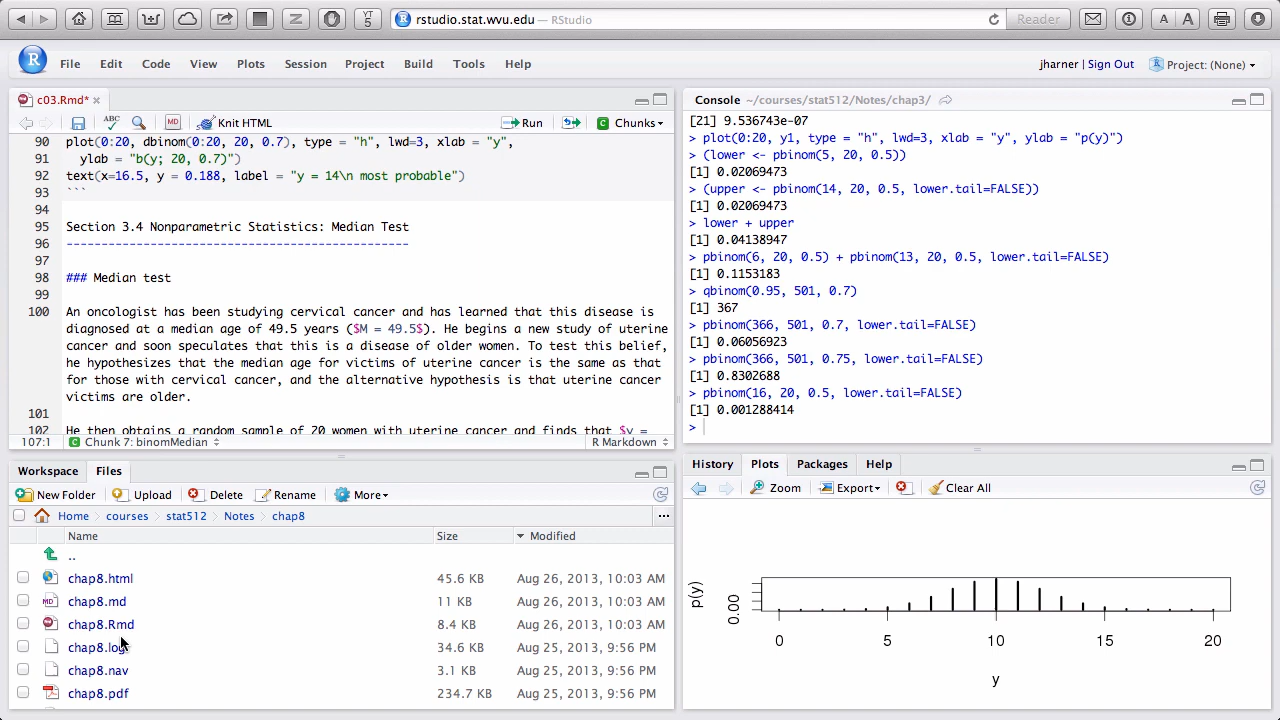 YT
5
R rstudio.stat.wvu.edu — RStudio
Reader
A A
R File Edit Code View Plots Session Project Build Tools Help
jharner | Sign Out Project: (None)
c03.Rmd*
ABC MD Knit HTML Run Chunks
90 plot(0:20, dbinom(0:20, 20, 0.7), type = "h", lwd=3, xlab = "y",
91 ylab = "b(y; 20, 0.7)")
92 text(x=16.5, y = 0.188, label = "y = 14\n most probable")
93 ```
94
95 Section 3.4 Nonparametric Statistics: Median Test
96 -------------------------------------------------
97
98 ### Median test
99
100 An oncologist has been studying cervical cancer and has learned that this disease is
diagnosed at a median age of 49.5 years ($M = 49.5$). He begins a new study of uterine
cancer and soon speculates that this is a disease of older women. To test this belief,
he hypothesizes that the median age for victims of uterine cancer is the same as that
for those with cervical cancer, and the alternative hypothesis is that uterine cancer
victims are older.
101
102 He then obtains a random sample of 20 women with uterine cancer and finds that $y =
107:1 C Chunk 7: binomMedian R Markdown
Console ~/courses/stat512/Notes/chap3/
[21] 9.536743e-07
> plot(0:20, y1, type = "h", lwd=3, xlab = "y", ylab = "p(y)")
> (lower <- pbinom(5, 20, 0.5))
[1] 0.02069473
> (upper <- pbinom(14, 20, 0.5, lower.tail=FALSE))
[1] 0.02069473
> lower + upper
[1] 0.04138947
> pbinom(6, 20, 0.5) + pbinom(13, 20, 0.5, lower.tail=FALSE)
[1] 0.1153183
> qbinom(0.95, 501, 0.7)
[1] 367
> pbinom(366, 501, 0.7, lower.tail=FALSE)
[1] 0.06056923
> pbinom(366, 501, 0.75, lower.tail=FALSE)
[1] 0.8302688
> pbinom(16, 20, 0.5, lower.tail=FALSE)
[1] 0.001288414
>
Workspace Files
New Folder Upload Delete Rename More
Home courses stat512 Notes chap8 ...
Name Size Modified
..
chap8.html 45.6 KB Aug 26, 2013, 10:03 AM
chap8.md 11 KB Aug 26, 2013, 10:03 AM
chap8.Rmd 8.4 KB Aug 26, 2013, 10:03 AM
chap8.log 34.6 KB Aug 25, 2013, 9:56 PM
chap8.nav 3.1 KB Aug 25, 2013, 9:56 PM
chap8.pdf 234.7 KB Aug 25, 2013, 9:56 PM
History Plots Packages Help
Zoom Export Clear All
p(y)
0.00
0 5 10 15 20
y